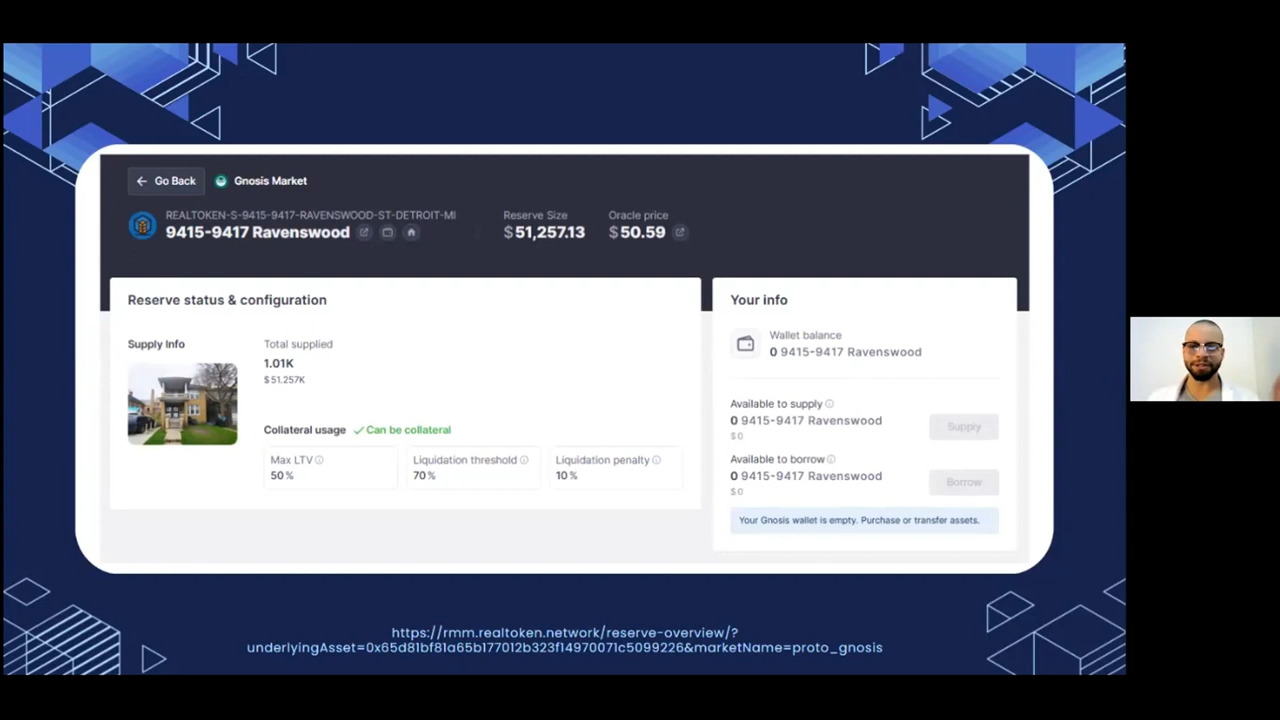 Go Back
Gnosis Market
REALTOKEN-S-9415-9417-RAVENSWOOD-ST-DETROIT-MI
9415-9417 Ravenswood
Reserve Size
$51,257.13
Oracle price
$50.59
Reserve status & configuration
Supply Info
Total supplied
1.01K
$51.257K
Collateral usage
Can be collateral
Max LTV
50%
Liquidation threshold
70%
Liquidation penalty
10%
Your info
Wallet balance
0 9415-9417 Ravenswood
Available to supply
0 9415-9417 Ravenswood
$0
Supply
Available to borrow
0 9415-9417 Ravenswood
$0
Borrow
Your Gnosis wallet is empty. Purchase or transfer assets.
https://rmm.realtoken.network/reserve-overview/?
underlyingAsset=0x65d81bf81a65b177012b323f14970071c5099226&marketName=proto_gnosis